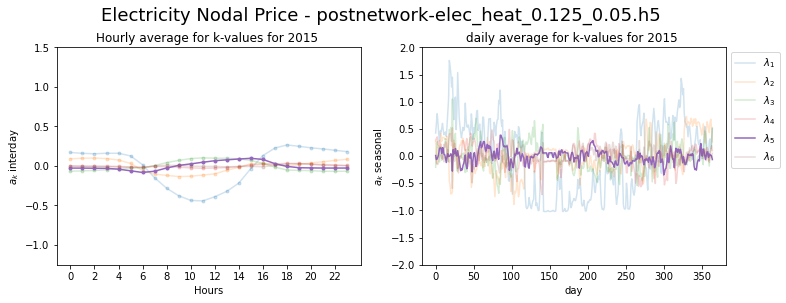 Electricity Nodal Price - postnetwork-elec_heat_0.125_0.05.h5
Hourly average for k-values for 2015
1.5
1.0
0.5
0.0
−0.5
−1.0
a_k interday
0 2 4 6 8 10 12 14 16 18 20 22
Hours
daily average for k-values for 2015
2.0
1.5
1.0
0.5
0.0
−0.5
−1.0
−1.5
−2.0
a_k seasonal
0 50 100 150 200 250 300 350
day
λ₁
λ₂
λ₃
λ₄
λ₅
λ₆